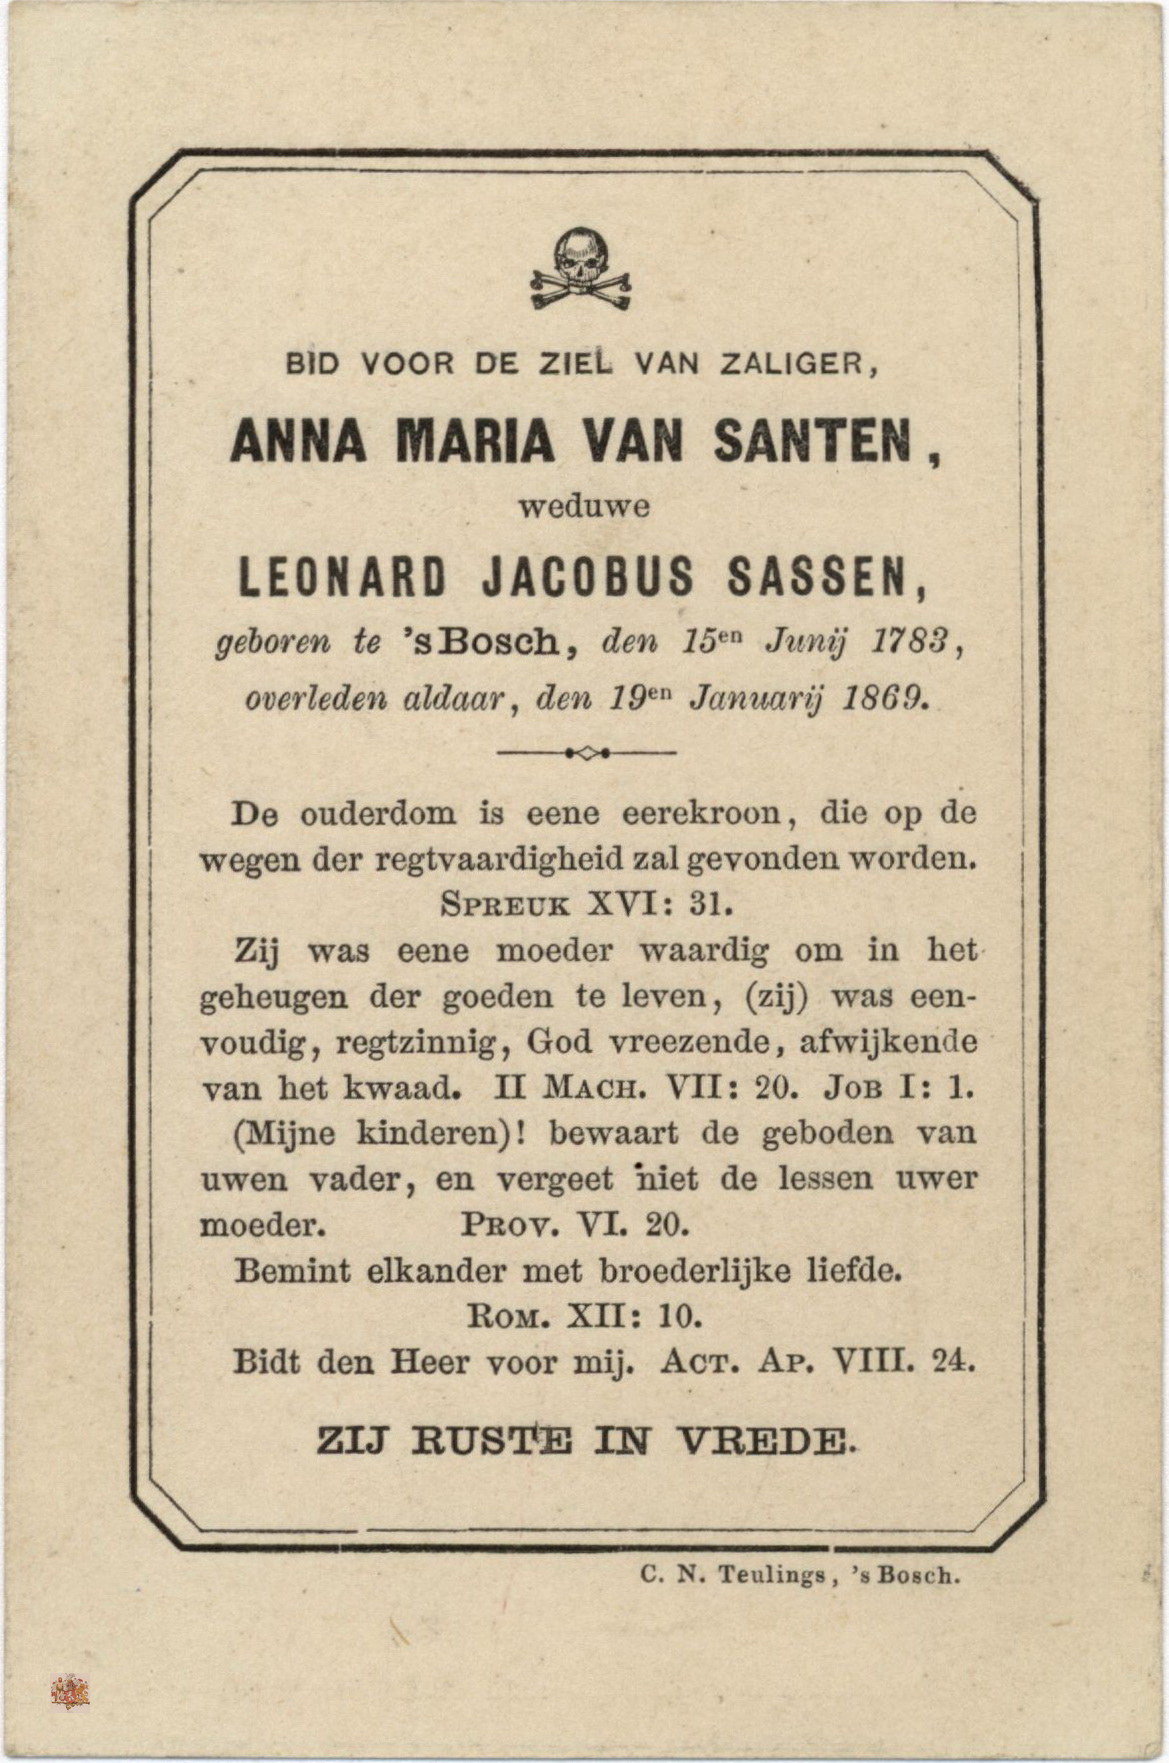 BID VOOR DE ZIEL VAN ZALIGER,
ANNA MARIA VAN SANTEN,
weduwe
LEONARD JACOBUS SASSEN,
geboren te 's Bosch, den 15en Junij 1783,
overleden aldaar, den 19en Januarij 1869.
De ouderdom is eene eerekroon, die op de
wegen der regtvaardigheid zal gevonden worden.
SPREUK XVI: 31.
Zij was eene moeder waardig om in het
geheugen der goeden te leven, (zij) was een-
voudig, regtzinnig, God vreezende, afwijkende
van het kwaad. II MACH. VII: 20. JOB I: 1.
(Mijne kinderen)! bewaart de geboden van
uwen vader, en vergeet niet de lessen uwer
moeder. PROV. VI. 20.
Bemint elkander met broederlijke liefde.
ROM. XII: 10.
Bidt den Heer voor mij. ACT. AP. VIII. 24.
ZIJ RUSTE IN VREDE.
C. N. Teulings, 's Bosch.